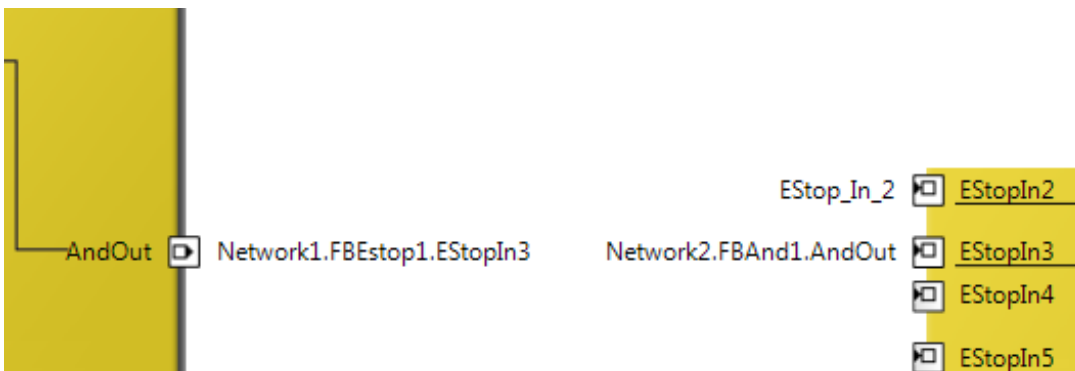 EStop_In_2 EStopIn2
AndOut Network1.FBEstop1.EStopIn3 Network2.FBAnd1.AndOut EStopIn3
EStopIn4
EStopIn5